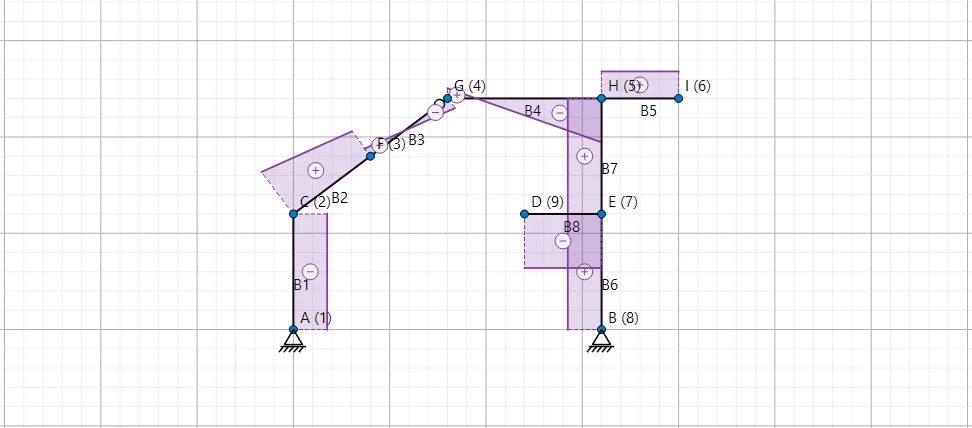 G (4)
H (5)
I (6)
B4
B5
F (3)
B3
B7
C (2)
B2
D (9)
E (7)
B8
B1
B6
A (1)
B (8)